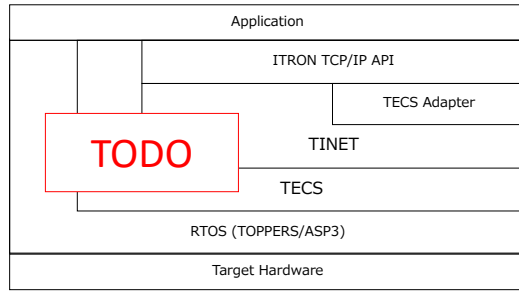 Application
ITRON TCP/IP API
TECS Adapter
TODO
TINET
TECS
RTOS (TOPPERS/ASP3)
Target Hardware